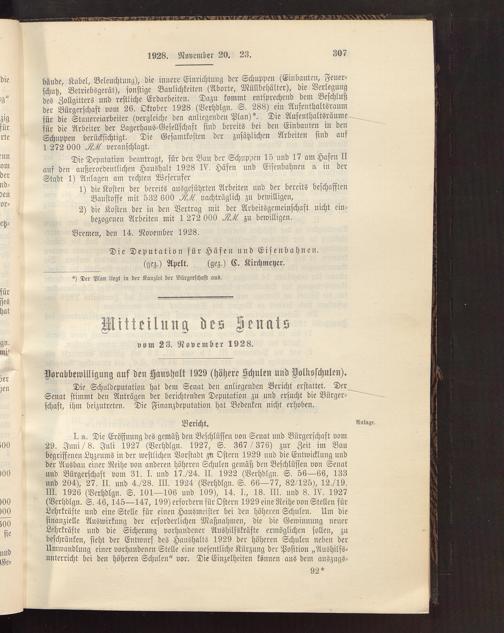 1928. November 20. 23. 307
bäude, Kabel, Beleuchtung), die innere Einrichtung der Schuppen (Einbauten, Feuer-
schutz, Betriebsgerät), sonstige Baulichkeiten (Aborte, Müllbehälter), die Verlegung
des Zollgitters und restliche Erdarbeiten. Dazu kommt entsprechend dem Beschluß
der Bürgerschaft vom 26. Oktober 1928 (Verhdlgn. S. 288) ein Aufenthaltsraum
für die Stauereiarbeiter (vergleiche den anliegenden Plan)*. Die Aufenthaltsräume
für die Arbeiter der Lagerhaus-Gesellschaft sind bereits bei den Einbauten in den
Schuppen berücksichtigt. Die Gesamtkosten der zusätzlichen Arbeiten sind auf
1 272 000 RM veranschlagt.
Die Deputation beantragt, für den Bau der Schuppen 15 und 17 am Hafen II
auf den außerordentlichen Haushalt 1928 IV. Häfen und Eisenbahnen a in der
Stadt 1) Anlagen am rechten Weserufer
1) die Kosten der bereits ausgeführten Arbeiten und der bereits beschafften
Baustoffe mit 532 600 RM nachträglich zu bewilligen,
2) die Kosten der in den Vertrag mit der Arbeitsgemeinschaft nicht ein-
bezogenen Arbeiten mit 1 272 000 RM zu bewilligen.
Bremen, den 14. November 1928.
Die Deputation für Häfen und Eisenbahnen.
(gez.) Apelt. (gez.) C. Kirchmeyer.
*) Der Plan liegt in der Kanzlei der Bürgerschaft aus.
Mitteilung des Senats
vom 23. November 1928.
Vorabbewilligung auf den Haushalt 1929 (höhere Schulen und Volksschulen).
Die Schuldeputation hat dem Senat den anliegenden Bericht erstattet. Der
Senat stimmt den Anträgen der berichtenden Deputation zu und ersucht die Bürger-
schaft, ihm beizutreten. Die Finanzdeputation hat Bedenken nicht erhoben.
Bericht. Anlage.
I. a. Die Eröffnung des gemäß den Beschlüssen von Senat und Bürgerschaft vom
29. Juni/8. Juli 1927 (Verhdlgn. 1927, S. 367/376) zur Zeit im Bau
begriffenen Lyzeums in der westlichen Vorstadt zu Ostern 1929 und die Entwicklung und
der Ausbau einer Reihe von anderen höheren Schulen gemäß den Beschlüssen von Senat
und Bürgerschaft vom 31. I. und 17./24. II. 1922 (Verhdlgn. S. 56—66, 133
und 204), 27. II. und 4./28. III. 1924 (Verhdlgn. S. 66—77, 82/125), 12./19.
III. 1926 (Verhdlgn. S. 101—106 und 109), 14. I., 18. III. und 8. IV. 1927
(Verhdlgn. S. 46, 145—147, 199) erfordern für Ostern 1929 eine Reihe von Stellen für
Lehrkräfte und eine Stelle für einen Hausmeister bei den höheren Schulen. Um die
finanzielle Auswirkung der erforderlichen Maßnahmen, die die Gewinnung neuer
Lehrkräfte und die Sicherung vorhandener Aushilfskräfte ermöglichen sollen, zu
beschränken, sieht der Entwurf des Haushalts 1929 der höheren Schulen neben der
Umwandlung einer vorhandenen Stelle eine wesentliche Kürzung der Position „Aushilfs-
unterricht bei den höheren Schulen“ vor. Die Einzelheiten können aus dem auszugs-
92*